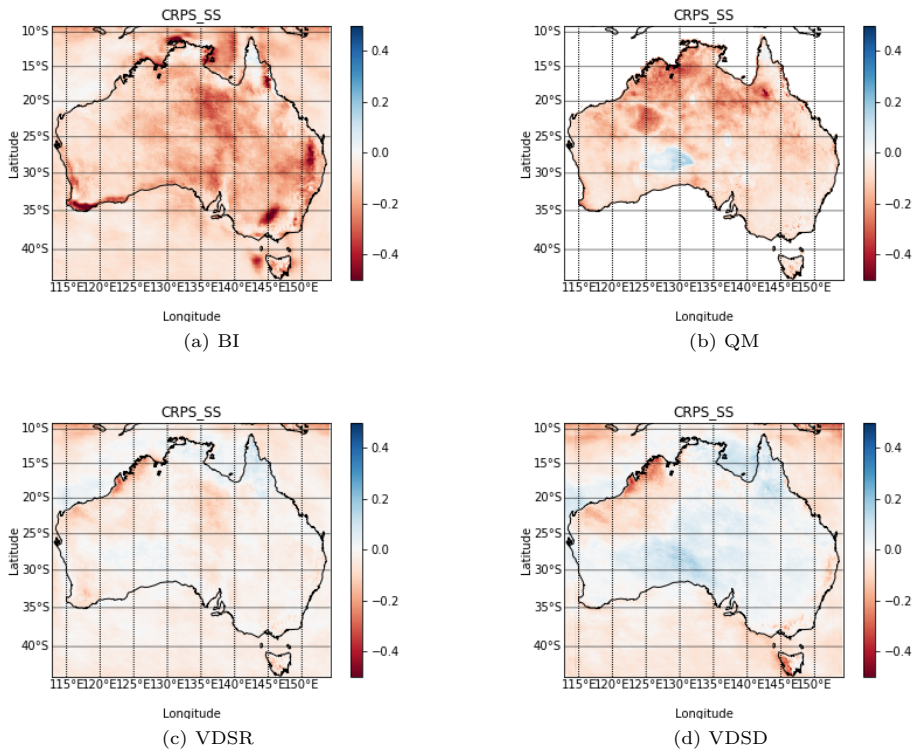 CRPS_SS
CRPS_SS
10°S
15°S
20°S
25°S
30°S
35°S
40°S
Latitude
115°E120°E125°E130°E135°E140°E145°E150°E
Longitude
0.4
0.2
0.0
−0.2
−0.4
10°S
15°S
20°S
25°S
30°S
35°S
40°S
Latitude
115°E120°E125°E130°E135°E140°E145°E150°E
Longitude
0.4
0.2
0.0
−0.2
−0.4
(a) BI
(b) QM
CRPS_SS
CRPS_SS
10°S
15°S
20°S
25°S
30°S
35°S
40°S
Latitude
115°E120°E125°E130°E135°E140°E145°E150°E
Longitude
0.4
0.2
0.0
−0.2
−0.4
10°S
15°S
20°S
25°S
30°S
35°S
40°S
Latitude
115°E120°E125°E130°E135°E140°E145°E150°E
Longitude
0.4
0.2
0.0
−0.2
−0.4
(c) VDSR
(d) VDSD